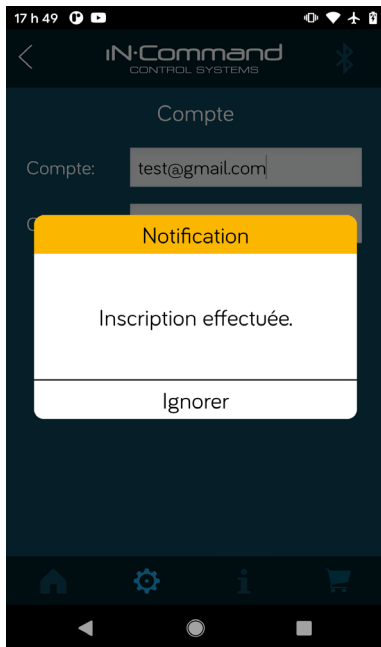 17 h 49
iN·Command
CONTROL SYSTEMS
Compte
Compte:
test@gmail.com
Notification
Inscription effectuée.
Ignorer